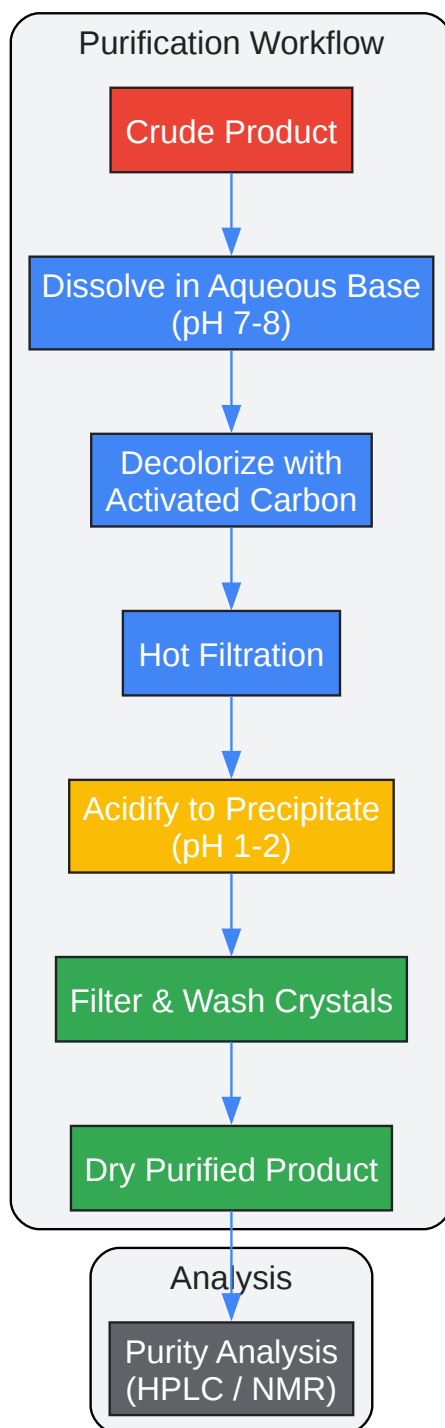 Purification Workflow
Crude Product
Dissolve in Aqueous Base
(pH 7-8)
Decolorize with
Activated Carbon
Hot Filtration
Acidify to Precipitate
(pH 1-2)
Filter & Wash Crystals
Dry Purified Product
Analysis
Purity Analysis
(HPLC / NMR)